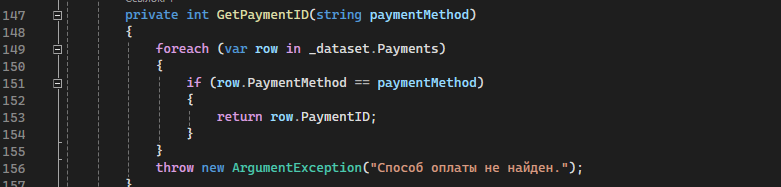 147 private int GetPaymentID(string paymentMethod)
148 {
149 foreach (var row in _dataset.Payments)
150 {
151 if (row.PaymentMethod == paymentMethod)
152 {
153 return row.PaymentID;
154 }
155 }
156 throw new ArgumentException("Способ оплаты не найден.");
157 }